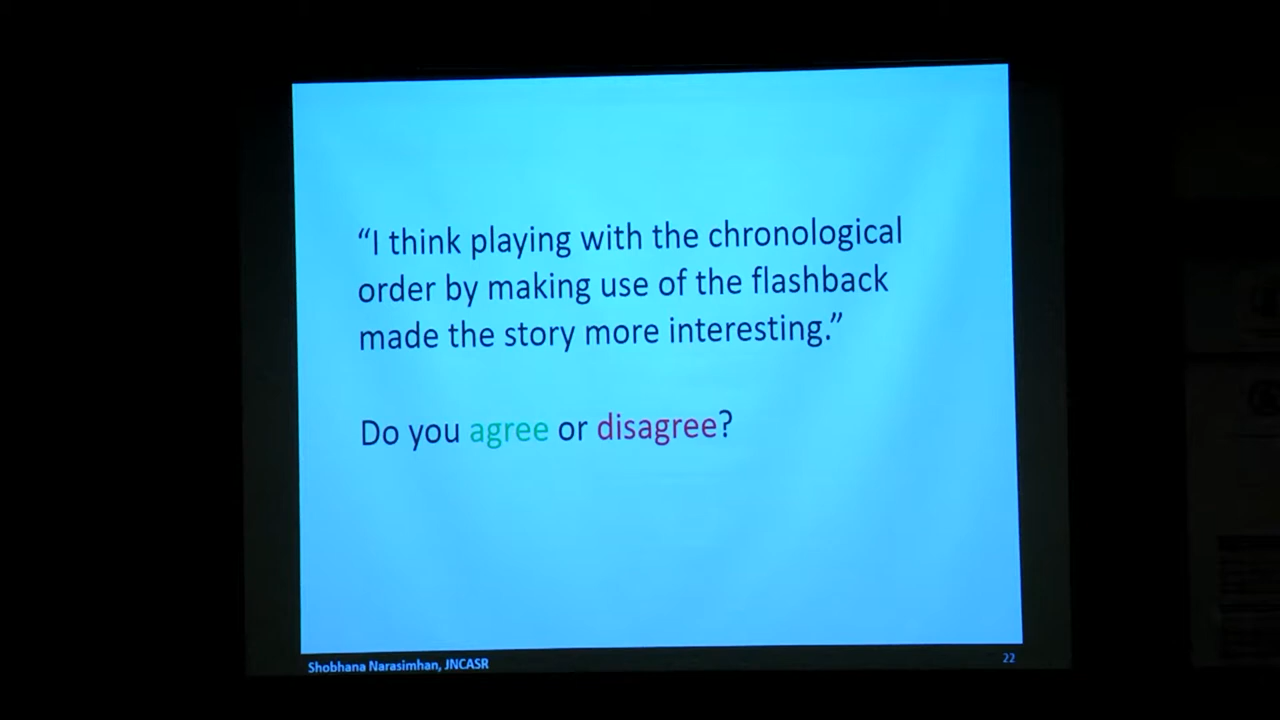 “I think playing with the chronological
order by making use of the flashback
made the story more interesting.”
Do you agree or disagree?
Shobhana Narasimhan, JNCASR
22